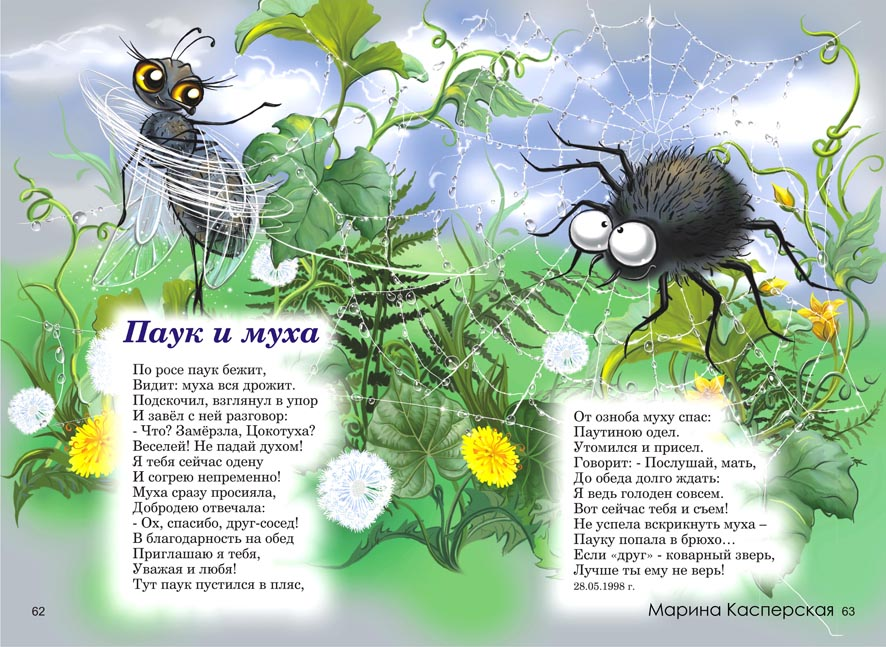 Паук и муха
По росе паук бежит,
Видит: муха вся дрожит.
Подскочил, взглянул в упор
И завёл с ней разговор:
- Что? Замёрзла, Цокотуха?
Веселей! Не падай духом!
Я тебя сейчас одену
И согрею непременно!
Муха сразу просияла,
Добродею отвечала:
- Ох, спасибо, друг-сосед!
В благодарность на обед
Приглашаю я тебя,
Уважая и любя!
Тут паук пустился в пляс,
62
От озноба муху спас:
Паутиною одел.
Утомился и присел.
Говорит: - Послушай, мать,
До обеда долго ждать:
Я ведь голоден совсем.
Вот сейчас тебя и съем!
Не успела вскрикнуть муха –
Пауку попала в брюхо...
Если «друг» - коварный зверь,
Лучше ты ему не верь!
28.05.1998 г.
Марина Касперская 63